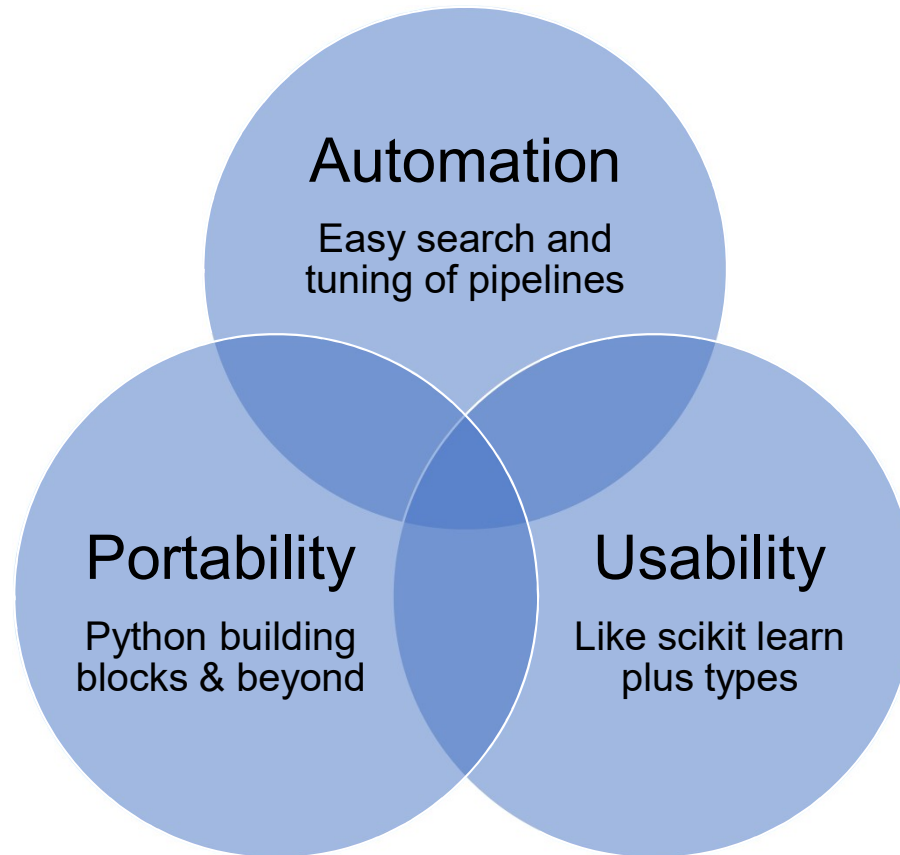 Automation
Easy search and
tuning of pipelines
Portability
Python building
blocks & beyond
Usability
Like scikit learn
plus types